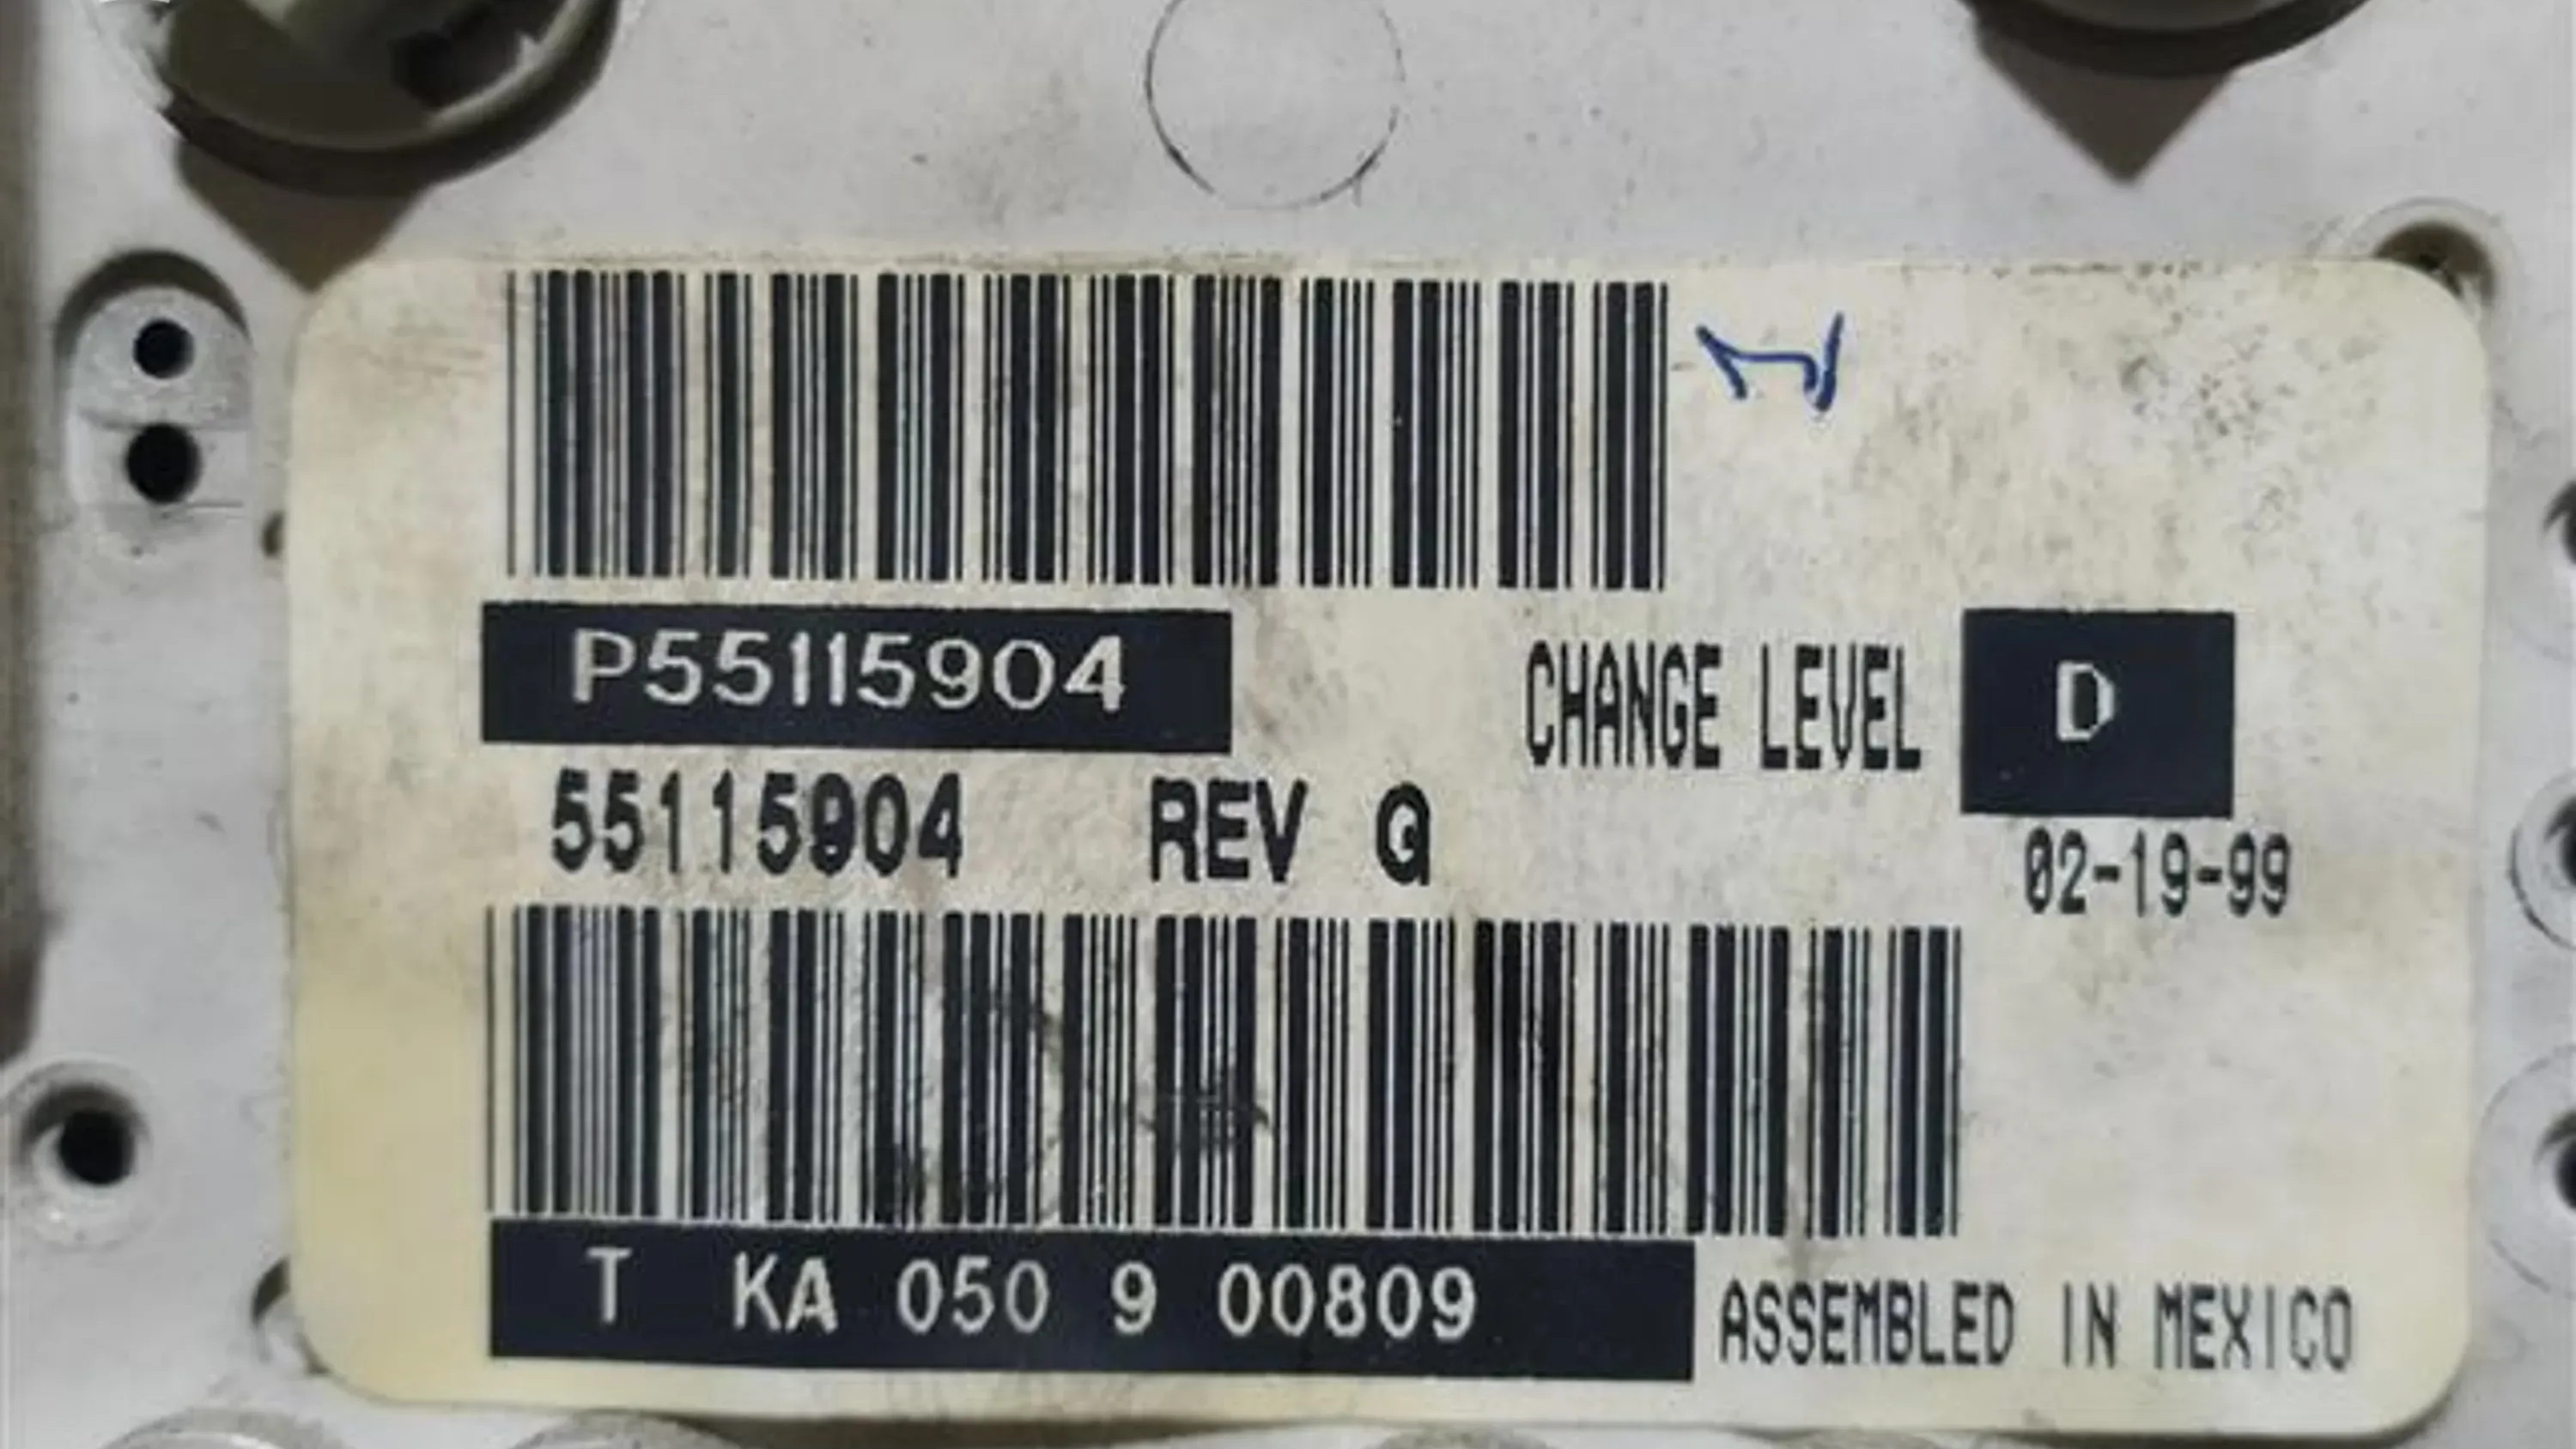 P55115904
CHANGE LEVEL D
55115904 REV Q
02-19-99
T KA 050 9 00809
ASSEMBLED IN MEXICO